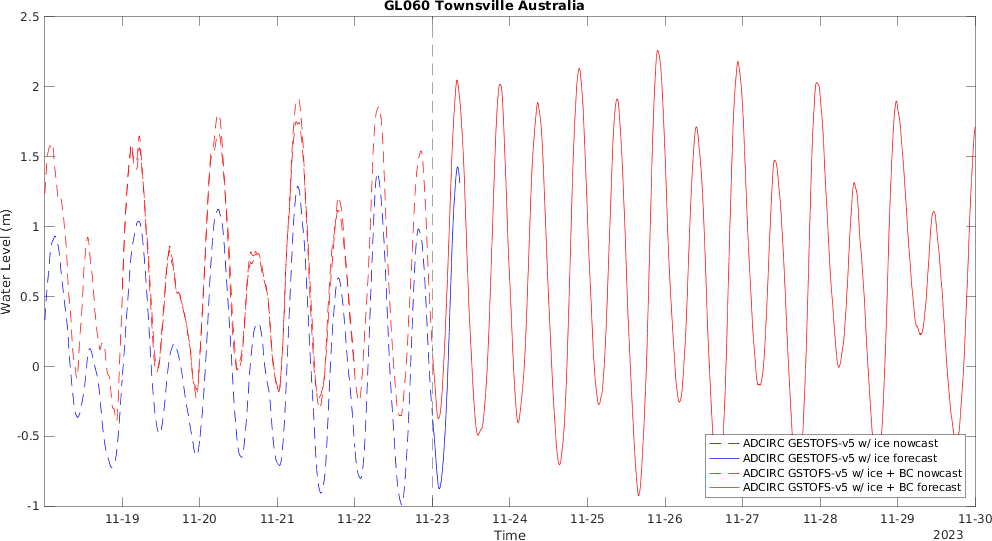 GL060 Townsville Australia
2.5
2
1.5
1
0.5
0
-0.5
-1
Water Level (m)
ADCIRC GESTOFS-v5 w/ ice nowcast
ADCIRC GESTOFS-v5 w/ ice forecast
ADCIRC GSTOFS-v5 w/ ice + BC nowcast
ADCIRC GSTOFS-v5 w/ ice + BC forecast
11-19 11-20 11-21 11-22 11-23 11-24 11-25 11-26 11-27 11-28 11-29 11-30
Time
2023